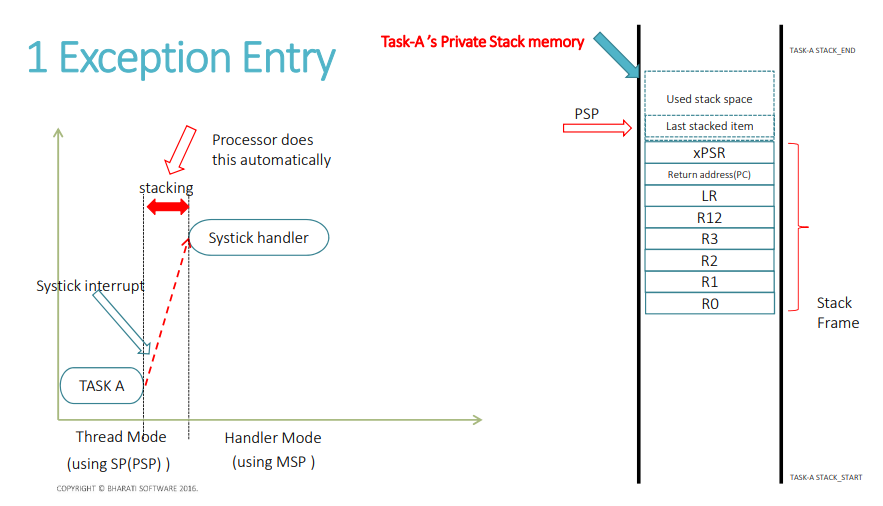 1 Exception Entry
Task-A 's Private Stack memory
TASK-A STACK_END
Processor does
this automatically
stacking
Systick handler
Systick interrupt
TASK A
Thread Mode
(using SP(PSP) )
Handler Mode
(using MSP )
COPYRIGHT © BHARATI SOFTWARE 2016.
PSP
Used stack space
Last stacked item
xPSR
Return address(PC)
LR
R12
R3
R2
R1
R0
Stack
Frame
TASK-A STACK_START